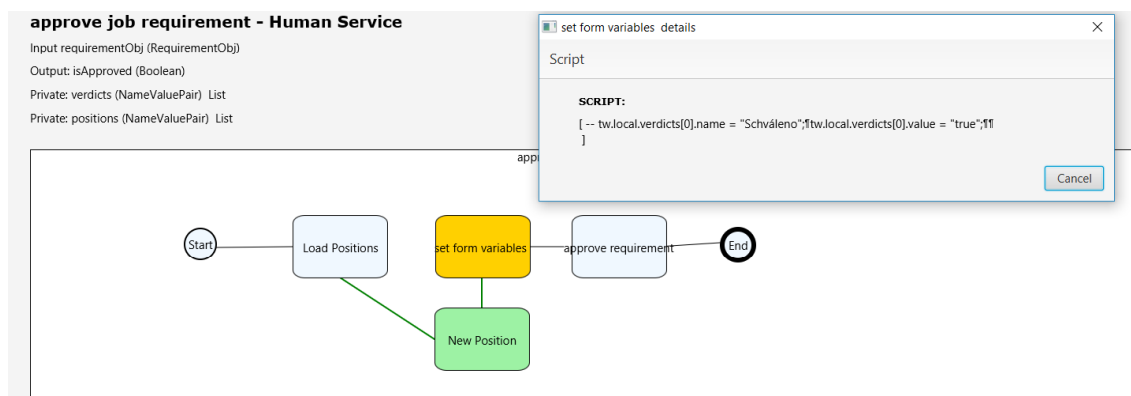 approve job requirement - Human Service
Input requirementObj (RequirementObj)
Output: isApproved (Boolean)
Private: verdicts (NameValuePair)  List
Private: positions (NameValuePair)  List
set form variables  details
Script
SCRIPT:
[ -- tw.local.verdicts[0].name = "Schváleno";¶tw.local.verdicts[0].value = "true";¶¶
]
Cancel
Start
Load Positions
set form variables
approve requirement
End
New Position